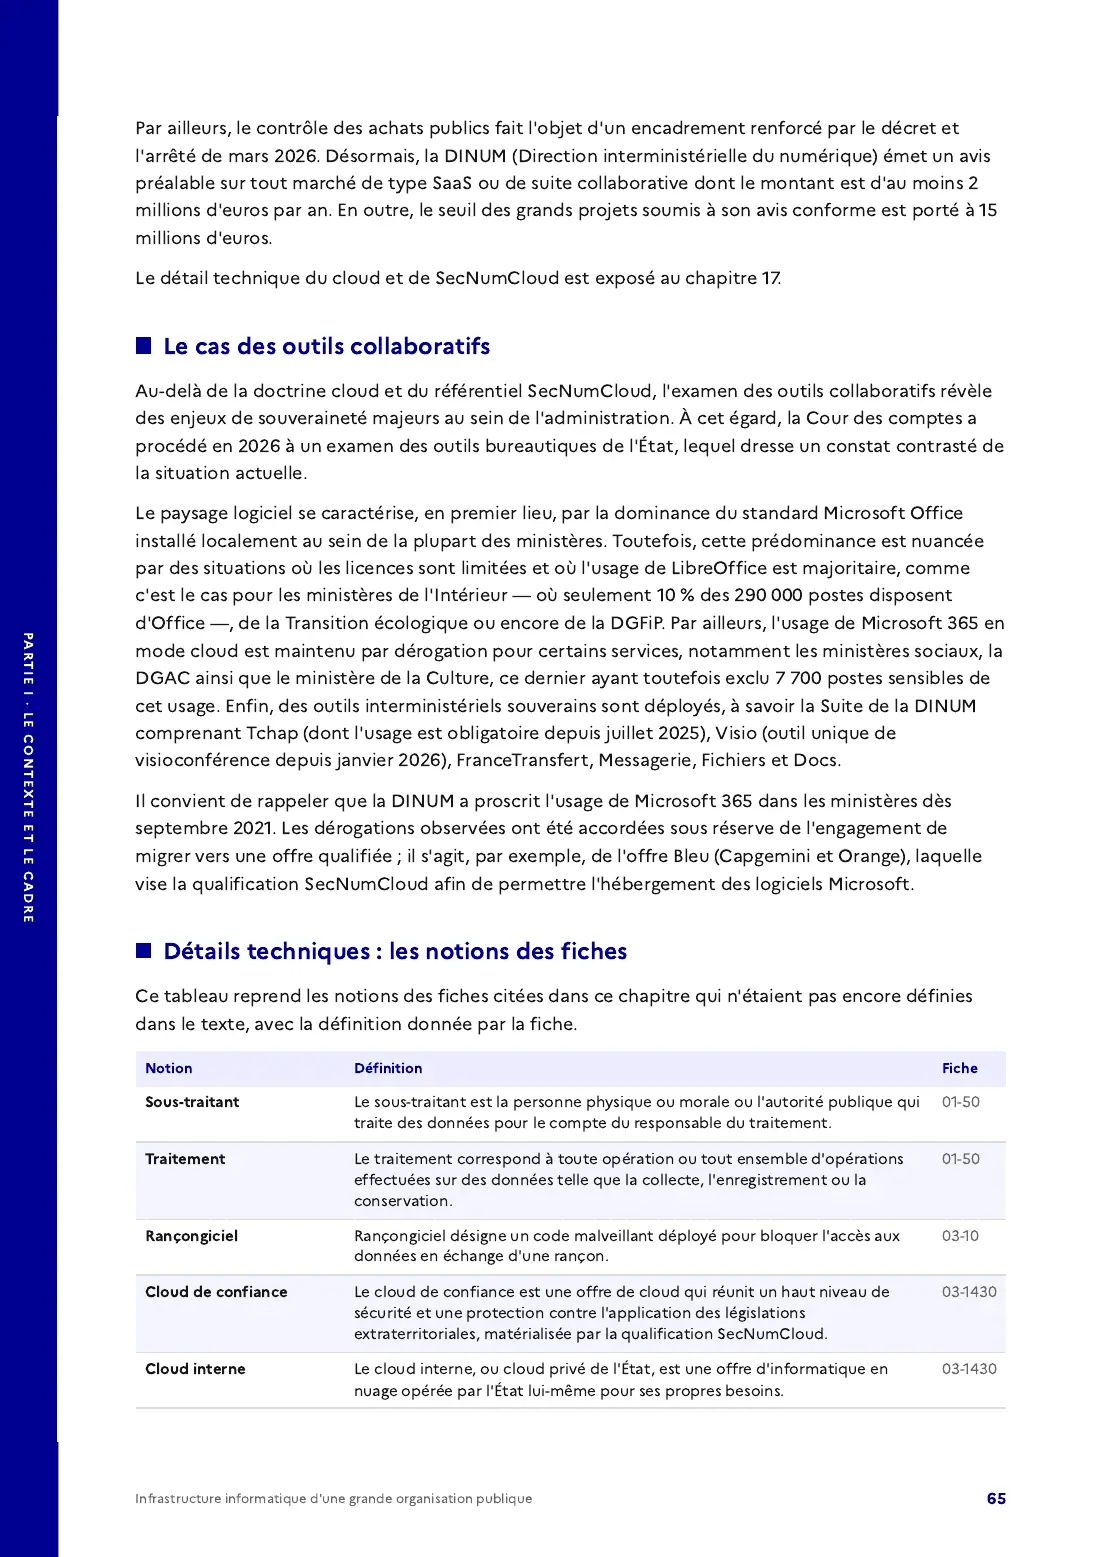 Par ailleurs, le contrôle des achats publics fait l'objet d'un encadrement renforcé par le décret et
l'arrêté de mars 2026. Désormais, la DINUM (Direction interministérielle du numérique) émet un avis
préalable sur tout marché de type SaaS ou de suite collaborative dont le montant est d'au moins 2
millions d'euros par an. En outre, le seuil des grands projets soumis à son avis conforme est porté à 15
millions d'euros.
Le détail technique du cloud et de SecNumCloud est exposé au chapitre 17.
Le cas des outils collaboratifs
Au-delà de la doctrine cloud et du référentiel SecNumCloud, l'examen des outils collaboratifs révèle
des enjeux de souveraineté majeurs au sein de l'administration. À cet égard, la Cour des comptes a
procédé en 2026 à un examen des outils bureautiques de l'État, lequel dresse un constat contrasté de
la situation actuelle.
Le paysage logiciel se caractérise, en premier lieu, par la dominance du standard Microsoft Office
installé localement au sein de la plupart des ministères. Toutefois, cette prédominance est nuancée
par des situations où les licences sont limitées et où l'usage de LibreOffice est majoritaire, comme
c'est le cas pour les ministères de l'Intérieur — où seulement 10 % des 290 000 postes disposent
d'Office —, de la Transition écologique ou encore de la DGFiP. Par ailleurs, l'usage de Microsoft 365 en
mode cloud est maintenu par dérogation pour certains services, notamment les ministères sociaux, la
DGAC ainsi que le ministère de la Culture, ce dernier ayant toutefois exclu 7 700 postes sensibles de
cet usage. Enfin, des outils interministériels souverains sont déployés, à savoir la Suite de la DINUM
comprenant Tchap (dont l'usage est obligatoire depuis juillet 2025), Visio (outil unique de
visioconférence depuis janvier 2026), FranceTransfert, Messagerie, Fichiers et Docs.
Il convient de rappeler que la DINUM a proscrit l'usage de Microsoft 365 dans les ministères dès
septembre 2021. Les dérogations observées ont été accordées sous réserve de l'engagement de
migrer vers une offre qualifiée ; il s'agit, par exemple, de l'offre Bleu (Capgemini et Orange), laquelle
vise la qualification SecNumCloud afin de permettre l'hébergement des logiciels Microsoft.
Détails techniques : les notions des fiches
Ce tableau reprend les notions des fiches citées dans ce chapitre qui n'étaient pas encore définies
dans le texte, avec la définition donnée par la fiche.
Notion Définition Fiche
Sous-traitant Le sous-traitant est la personne physique ou morale ou l'autorité publique qui 01-50
traite des données pour le compte du responsable du traitement.
Traitement Le traitement correspond à toute opération ou tout ensemble d'opérations 01-50
effectuées sur des données telle que la collecte, l'enregistrement ou la
conservation.
Rançongiciel Rançongiciel désigne un code malveillant déployé pour bloquer l'accès aux 03-10
données en échange d'une rançon.
Cloud de confiance Le cloud de confiance est une offre de cloud qui réunit un haut niveau de 03-1430
sécurité et une protection contre l'application des législations
extraterritoriales, matérialisée par la qualification SecNumCloud.
Cloud interne Le cloud interne, ou cloud privé de l'État, est une offre d'informatique en 03-1430
nuage opérée par l'État lui-même pour ses propres besoins.
PARTIE I · LE CONTEXTE ET LE CADRE
Infrastructure informatique d'une grande organisation publique 65